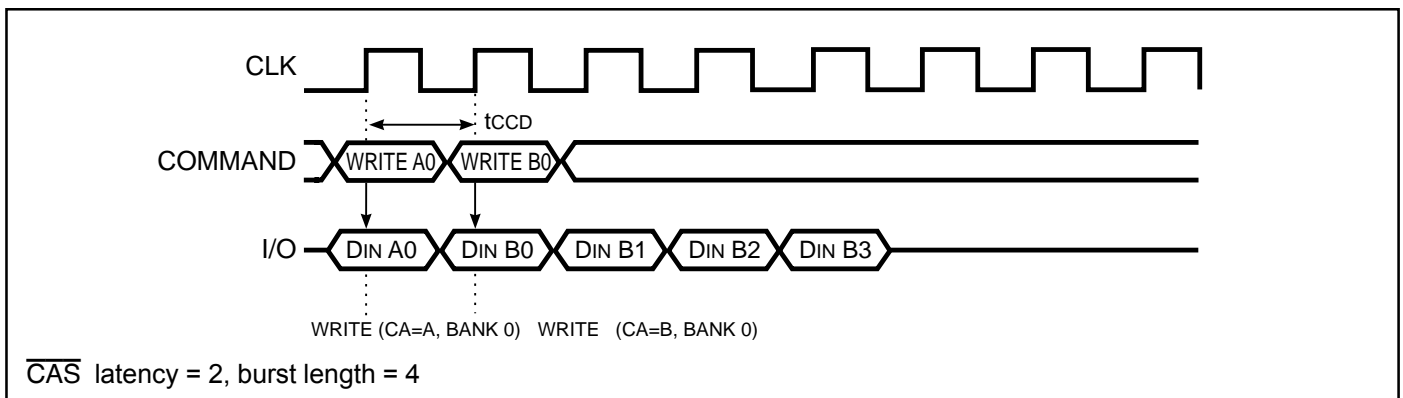 CLK
tCCD
COMMAND WRITE A0 WRITE B0
I/O DIN A0 DIN B0 DIN B1 DIN B2 DIN B3
WRITE (CA=A, BANK 0) WRITE (CA=B, BANK 0)
CAS latency = 2, burst length = 4